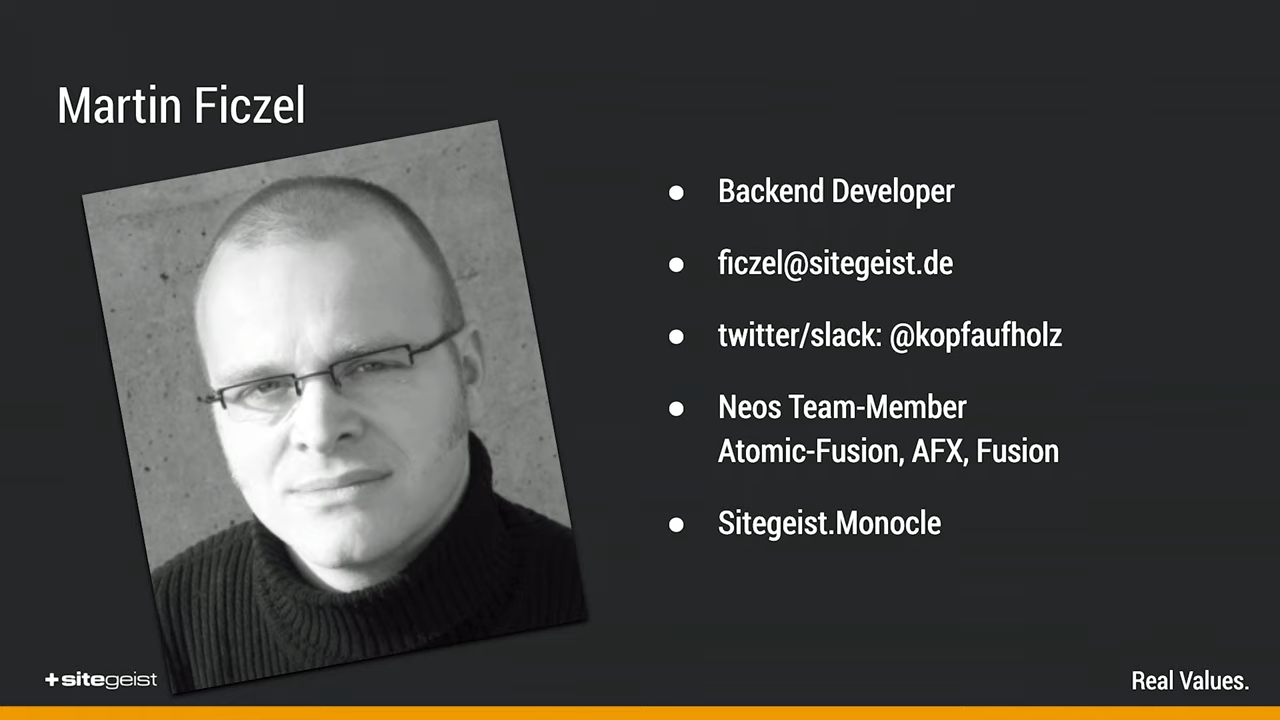 Martin Ficzel
● Backend Developer
● ficzel@sitegeist.de
● twitter/slack: @kopfaufholz
● Neos Team-Member
Atomic-Fusion, AFX, Fusion
● Sitegeist.Monocle
+sitegeist
Real Values.